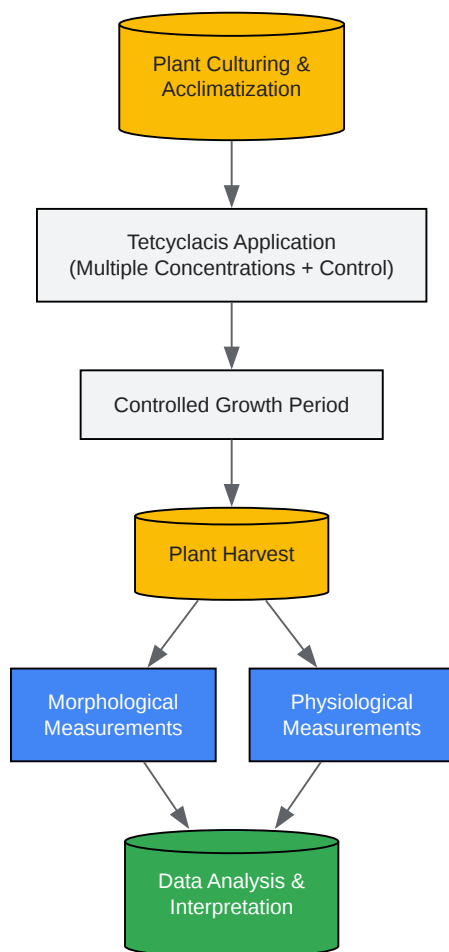 Plant Culturing &
Acclimatization
Tetcyclacis Application
(Multiple Concentrations + Control)
Controlled Growth Period
Plant Harvest
Morphological
Measurements
Physiological
Measurements
Data Analysis &
Interpretation